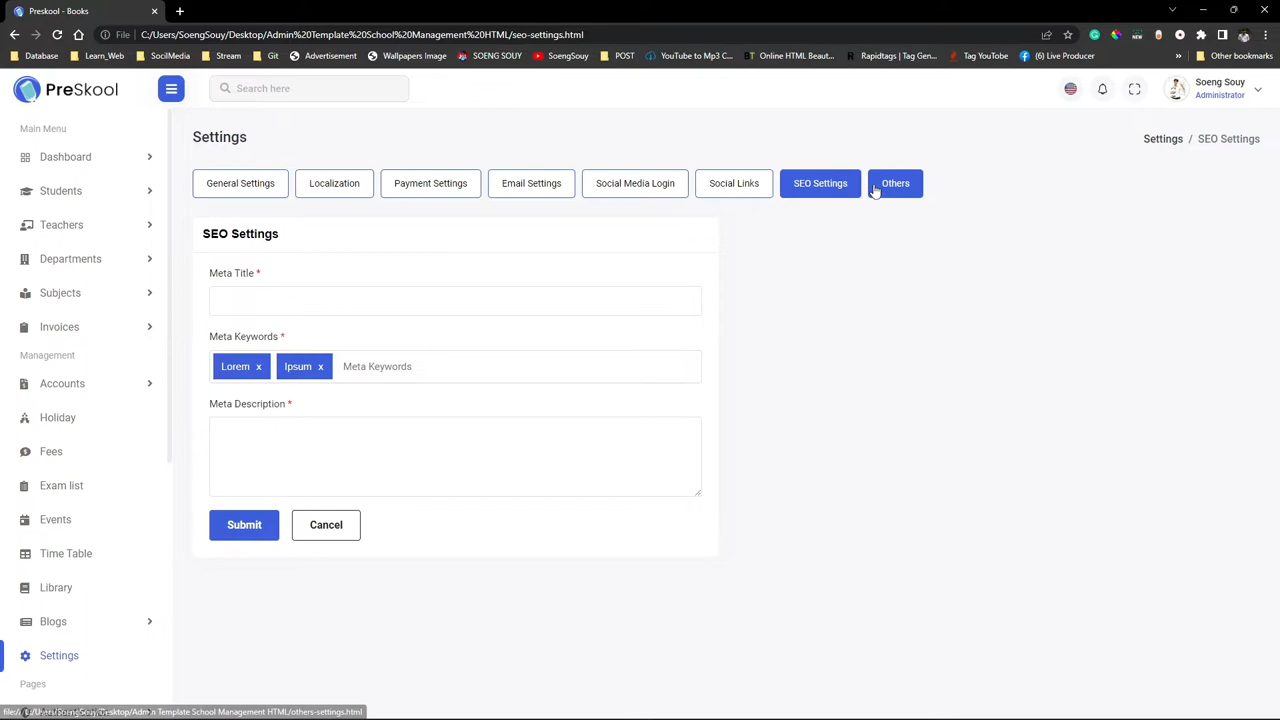 Preskool - Books
File C:/Users/SoengSouy/Desktop/Admin%20Template%20School%20Management%20HTML/seo-settings.html
Database Learn_Web SocilMedia Stream Git Advertisement Wallpapers Image SOENG SOUY SoengSouy POST YouTube to Mp3 C... BT Online HTML Beautif... Rapidtags | Tag Gen... Tag YouTube (6) Live Producer » Other bookmarks
PreSkool
Search here
Soeng Souy
Administrator
Main Menu
Dashboard
Students
Teachers
Departments
Subjects
Invoices
Management
Accounts
Holiday
Fees
Exam list
Events
Time Table
Library
Blogs
Settings
Pages
Settings
Settings / SEO Settings
General Settings Localization Payment Settings Email Settings Social Media Login Social Links SEO Settings Others
SEO Settings
Meta Title *
Meta Keywords *
Lorem x Ipsum x Meta Keywords
Meta Description *
Submit Cancel